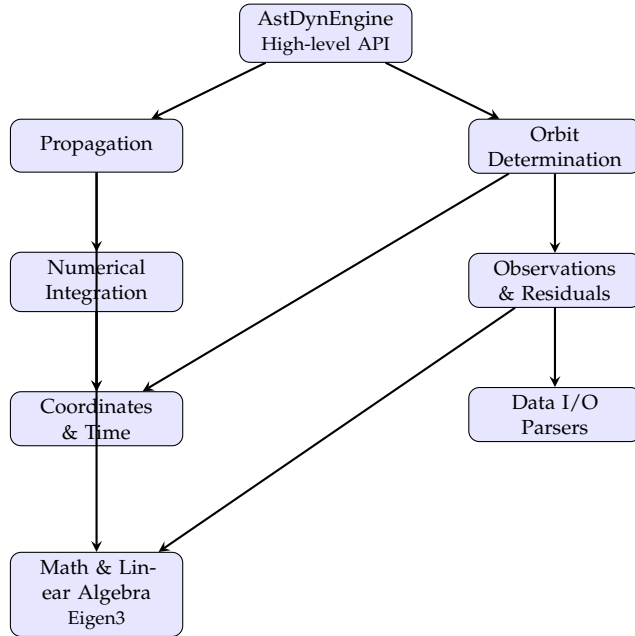 AstDynEngine
High-level API
Propagation
Orbit
Determination
Numerical
Integration
Observations
& Residuals
Coordinates
& Time
Data I/O
Parsers
Math & Lin-
ear Algebra
Eigen3